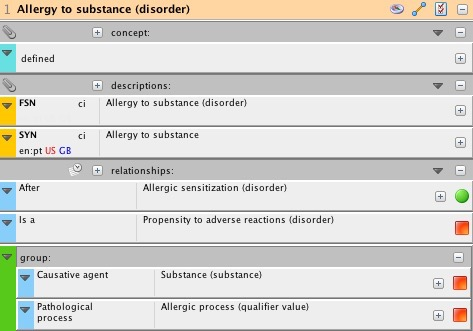 1 Allergy to substance (disorder)
concept:
defined
descriptions:
FSN ci Allergy to substance (disorder)
SYN ci Allergy to substance
en:pt US GB
relationships:
After Allergic sensitization (disorder)
Is a Propensity to adverse reactions (disorder)
group:
Causative agent Substance (substance)
Pathological Allergic process (qualifier value)
process